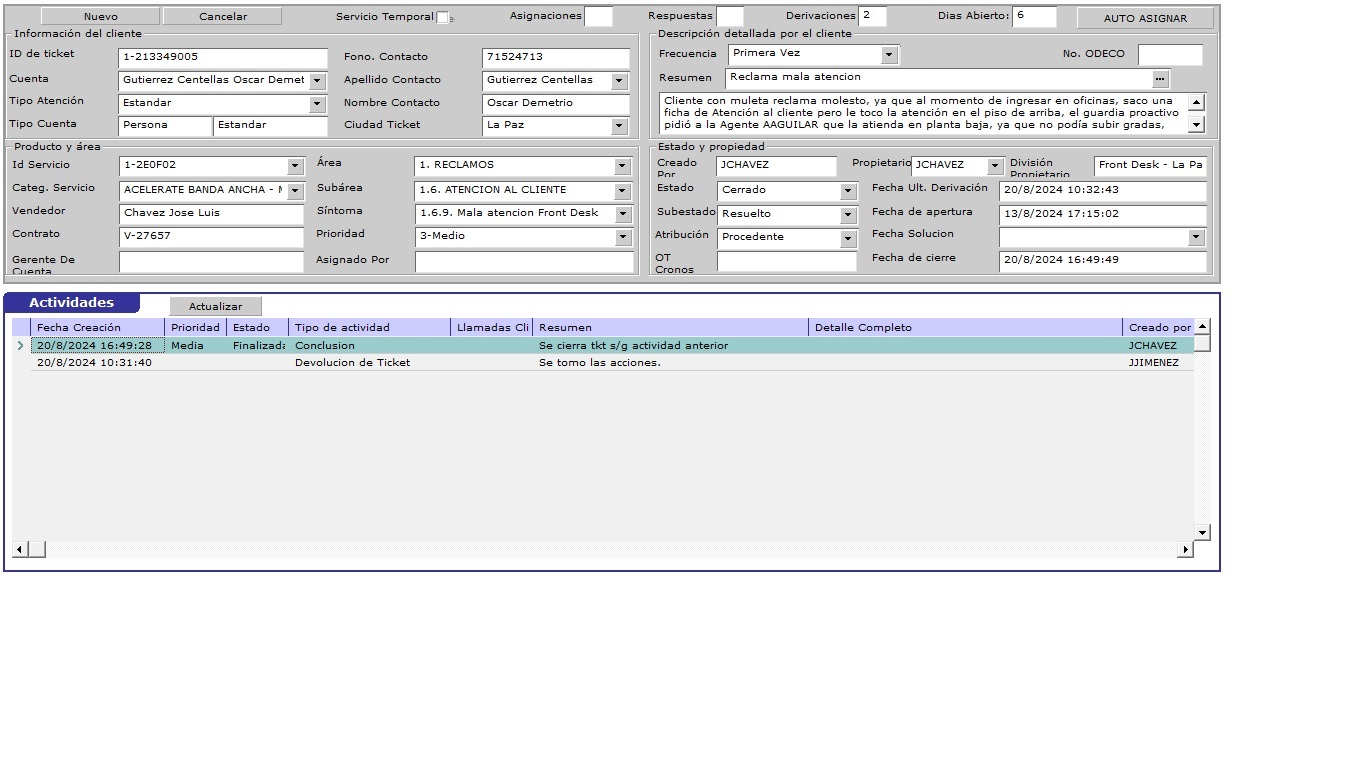 Nuevo Cancelar Servicio Temporal Asignaciones Respuestas Derivaciones 2 Dias Abierto: 6 AUTO ASIGNAR
Información del cliente
ID de ticket 1-213349005 Fono. Contacto 71524713
Cuenta Gutierrez Centellas Oscar Demet Apellido Contacto Gutierrez Centellas
Tipo Atención Estandar Nombre Contacto Oscar Demetrio
Tipo Cuenta Persona Estandar Ciudad Ticket La Paz
Descripción detallada por el cliente
Frecuencia Primera Vez No. ODECO
Resumen Reclama mala atencion ...
Cliente con muleta reclama molesto, ya que al momento de ingresar en oficinas, saco una
ficha de Atención al cliente pero le toco la atención en el piso de arriba, el guardia proactivo
pidió a la Agente AAGUILAR que la atienda en planta baja, ya que no podía subir gradas,
Producto y área
Id Servicio 1-2E0F02 Área 1. RECLAMOS
Categ. Servicio ACELERATE BANDA ANCHA - Subárea 1.6. ATENCION AL CLIENTE
Vendedor Chavez Jose Luis Síntoma 1.6.9. Mala atencion Front Desk
Contrato V-27657 Prioridad 3-Medio
Gerente De Cuenta Asignado Por
Estado y propiedad
Creado Por JCHAVEZ Propietario JCHAVEZ División Propietario Front Desk - La Pa
Estado Cerrado Fecha Ult. Derivación 20/8/2024 10:32:43
Subestado Resuelto Fecha de apertura 13/8/2024 17:15:02
Atribución Procedente Fecha Solucion
OT Cronos Fecha de cierre 20/8/2024 16:49:49
Actividades Actualizar
Fecha Creación Prioridad Estado Tipo de actividad Llamadas Cli Resumen Detalle Completo Creado por
20/8/2024 16:49:28 Media Finalizada Conclusion Se cierra tkt s/g actividad anterior JCHAVEZ
20/8/2024 10:31:40 Devolucion de Ticket Se tomo las acciones. JJIMENEZ